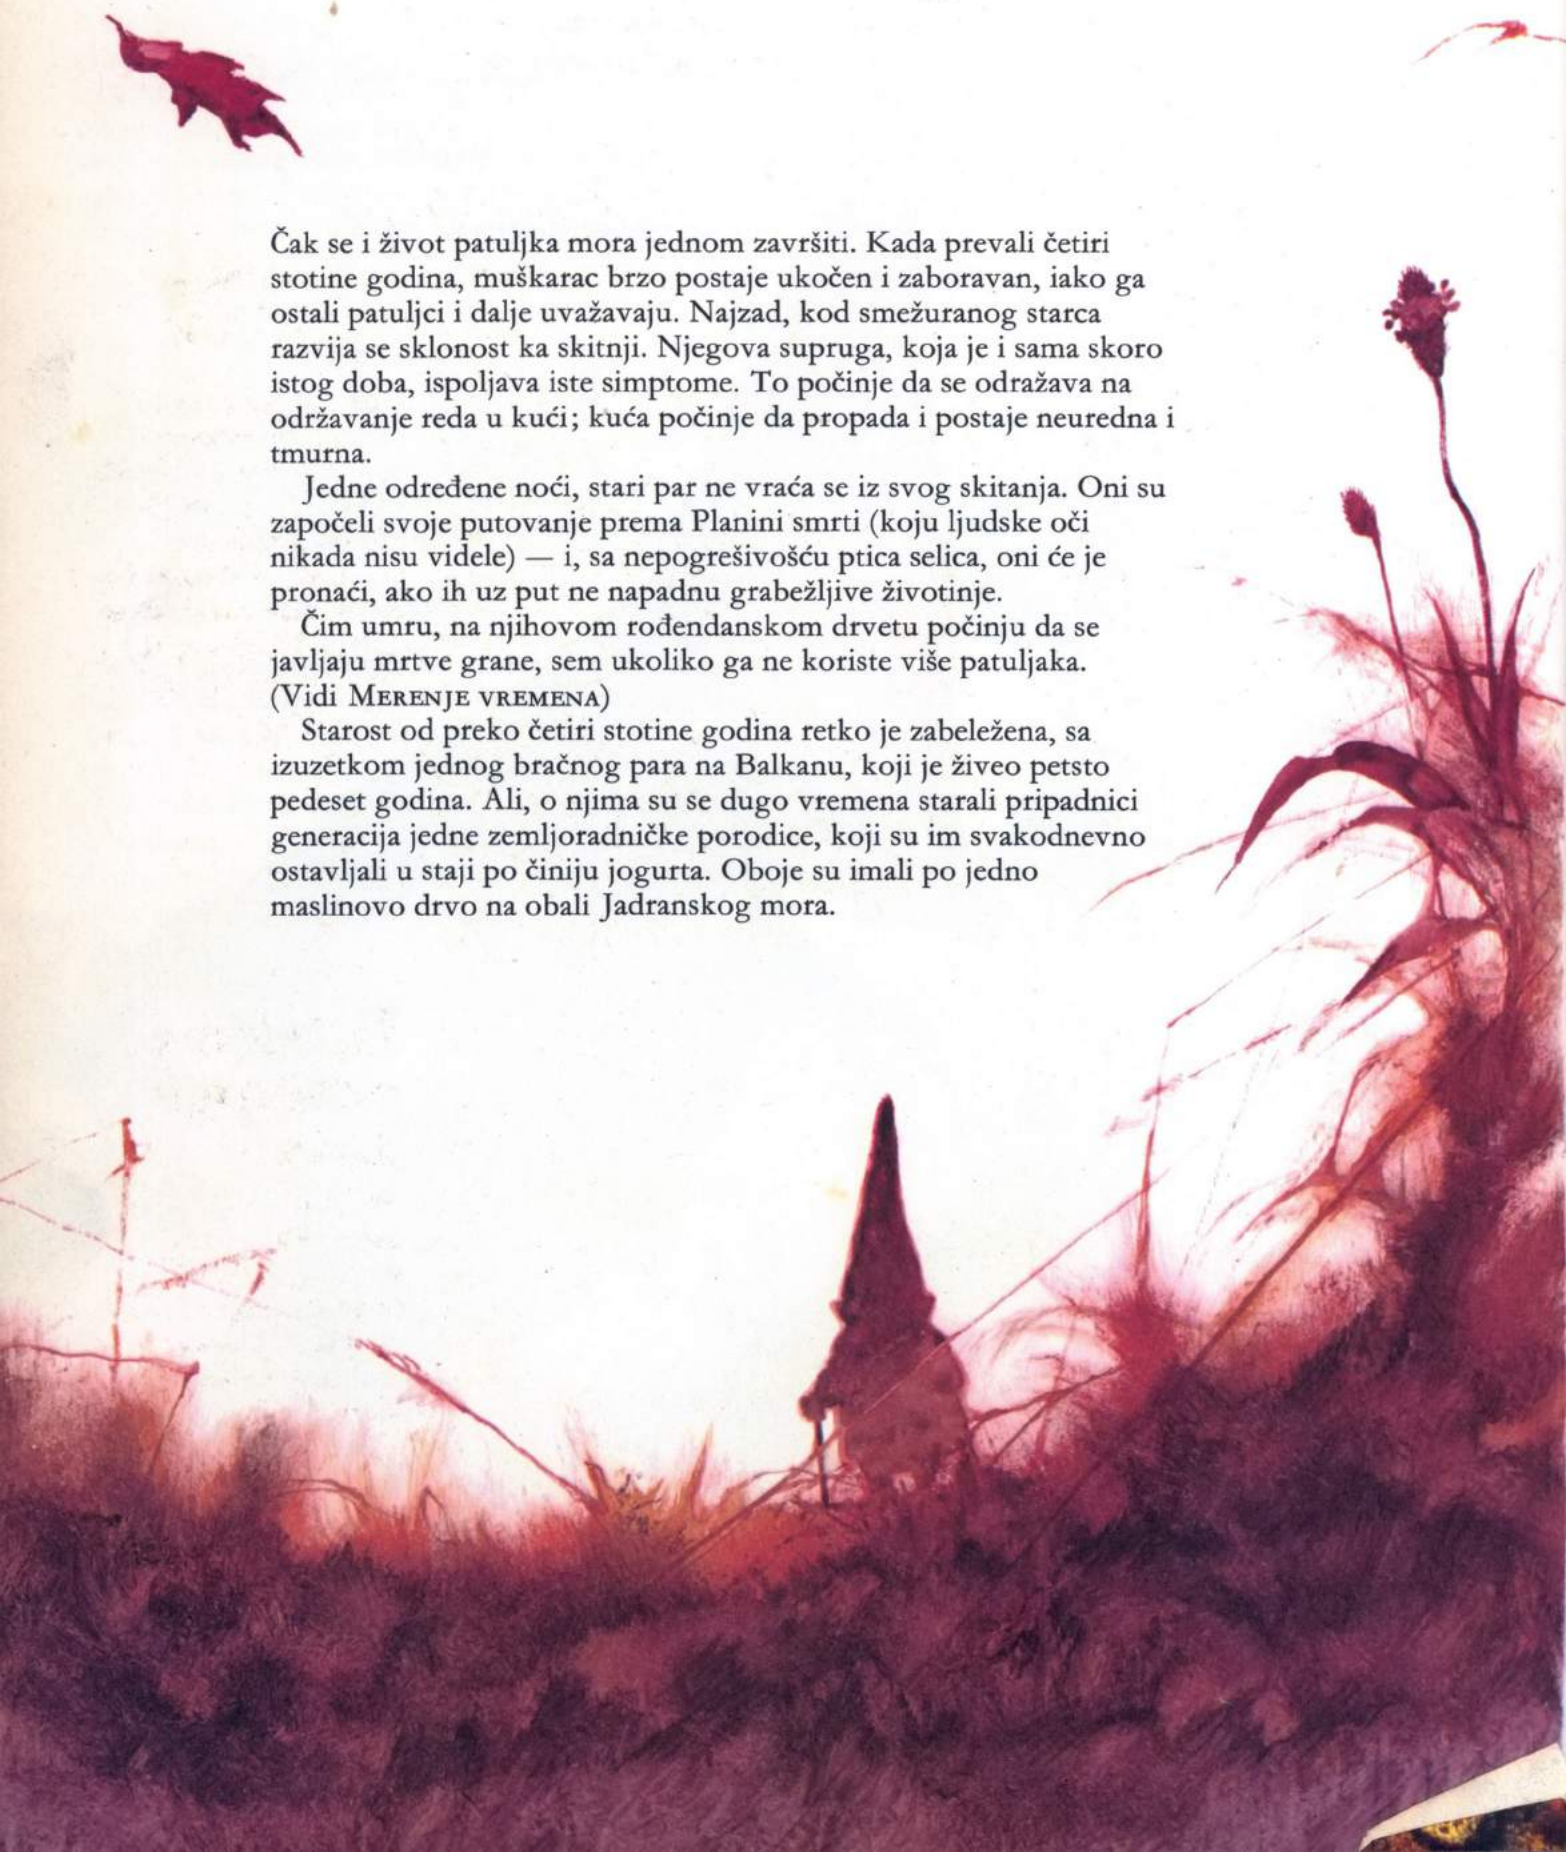 Čak se i život patuljka mora jednom završiti. Kada prevali četiri
stotine godina, muškarac brzo postaje ukočen i zaboravan, iako ga
ostali patuljci i dalje uvažavaju. Najzad, kod smežuranog starca
razvija se sklonost ka skitnji. Njegova supruga, koja je i sama skoro
istog doba, ispoljava iste simptome. To počinje da se odražava na
održavanje reda u kući; kuća počinje da propada i postaje neuredna i
tmurna.
Jedne određene noći, stari par ne vraća se iz svog skitanja. Oni su
započeli svoje putovanje prema Planini smrti (koju ljudske oči
nikada nisu videle) — i, sa nepogrešivošću ptica selica, oni će je
pronaći, ako ih uz put ne napadnu grabežljive životinje.
Čim umru, na njihovom rođendanskom drvetu počinju da se
javljaju mrtve grane, sem ukoliko ga ne koriste više patuljaka.
(Vidi MERENJE VREMENA)
Starost od preko četiri stotine godina retko je zabeležena, sa
izuzetkom jednog bračnog para na Balkanu, koji je živeo petsto
pedeset godina. Ali, o njima su se dugo vremena starali pripadnici
generacija jedne zemljoradničke porodice, koji su im svakodnevno
ostavljali u staji po činiju jogurta. Oboje su imali po jedno
maslinovo drvo na obali Jadranskog mora.